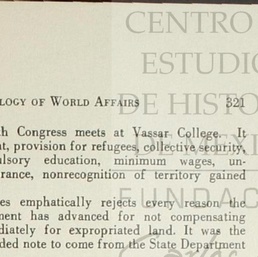 CENTRO
ESTUDIO
OLOGY OF WORLD AFFAIRS 321
DE HISTO
th Congress meets at Vassar College. It
nt, provision for refugees, collective security,
ulsory education, minimum wages, un-
rance, nonrecognition of territory gained
FUNDAC
es emphatically rejects every reason the
ment has advanced for not compensating
diately for expropriated land. It was the
ded note to come from the State Department